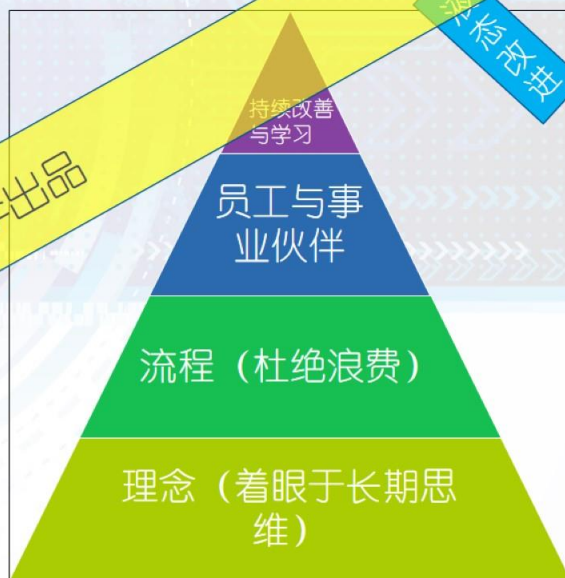 态改进
持续改善
与学习
出品
员工与事
业伙伴
流程（杜绝浪费）
理念（着眼于长期思
维）